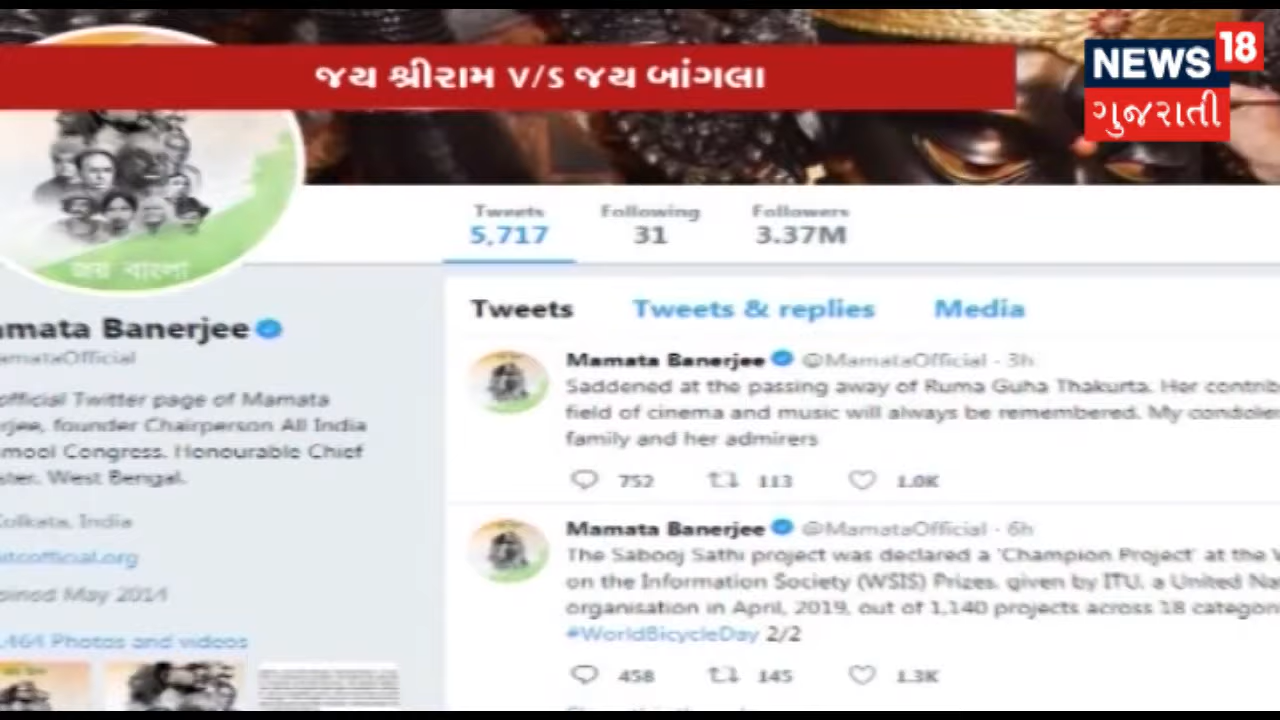 જય શ્રીરામ V/S જય બાંગલા
NEWS 18
ગુજરાતી
জয় বাংলা
Tweets Following Followers
5,717 31 3.37M
Tweets Tweets & replies Media
Banerjee
official Twitter page of Mamata
founder Chairperson All India
Congress. Honourable Chief
West Bengal.
India
Joined May 2014
Photos and videos
Mamata Banerjee @MamataOfficial · 3h
Saddened at the passing away of Ruma Guha Thakurta. Her
field of cinema and music will always be remembered. My
family and her admirers
752 113 1.0K
Mamata Banerjee @MamataOfficial · 6h
The Sabooj Sathi project was declared a 'Champion Project' at the
on the Information Society (WSIS) Prizes, given by ITU, a United
organisation in April, 2019, out of 1,140 projects across 18
#WorldBicycleDay 2/2
458 145 1.3K